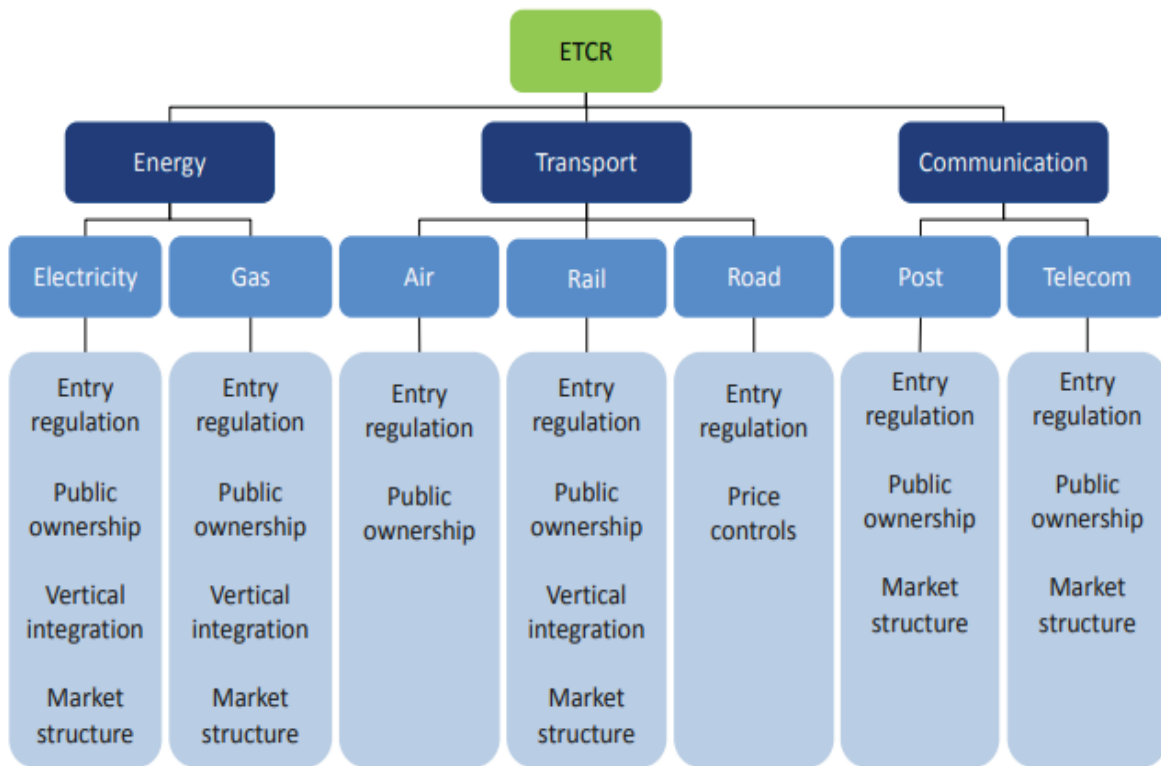 ETCR
Energy
Transport
Communication
Electricity
Gas
Air
Rail
Road
Post
Telecom
Entry
regulation
Public
ownership
Vertical
integration
Market
structure
Entry
regulation
Public
ownership
Vertical
integration
Market
structure
Entry
regulation
Public
ownership
Entry
regulation
Public
ownership
Vertical
integration
Market
structure
Entry
regulation
Price
controls
Entry
regulation
Public
ownership
Market
structure
Entry
regulation
Public
ownership
Market
structure